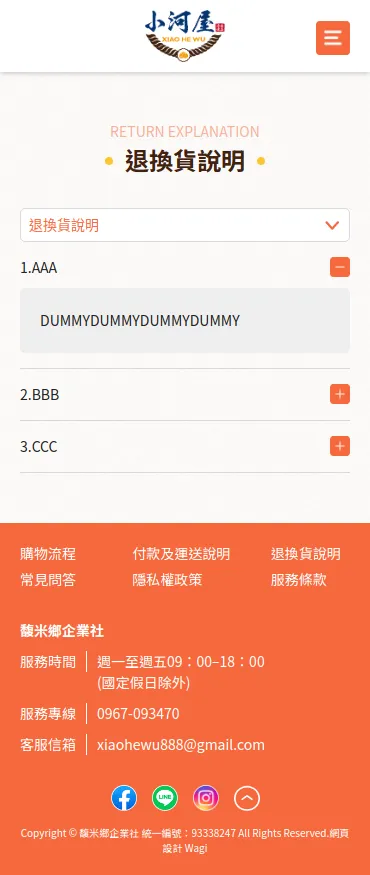 小河屋
XIAO HE WU
RETURN EXPLANATION
退換貨說明
退換貨說明
1.AAA
DUMMYDUMMYDUMMYDUMMY
2.BBB
3.CCC
購物流程 付款及運送說明 退換貨說明
常見問答 隱私權政策 服務條款
馥米鄉企業社
服務時間 週一至週五09：00–18：00
(國定假日除外)
服務專線 0967-093470
客服信箱 xiaohewu888@gmail.com
LINE
Copyright © 馥米鄉企業社 統一編號：93338247 All Rights Reserved.網頁
設計 Wagi